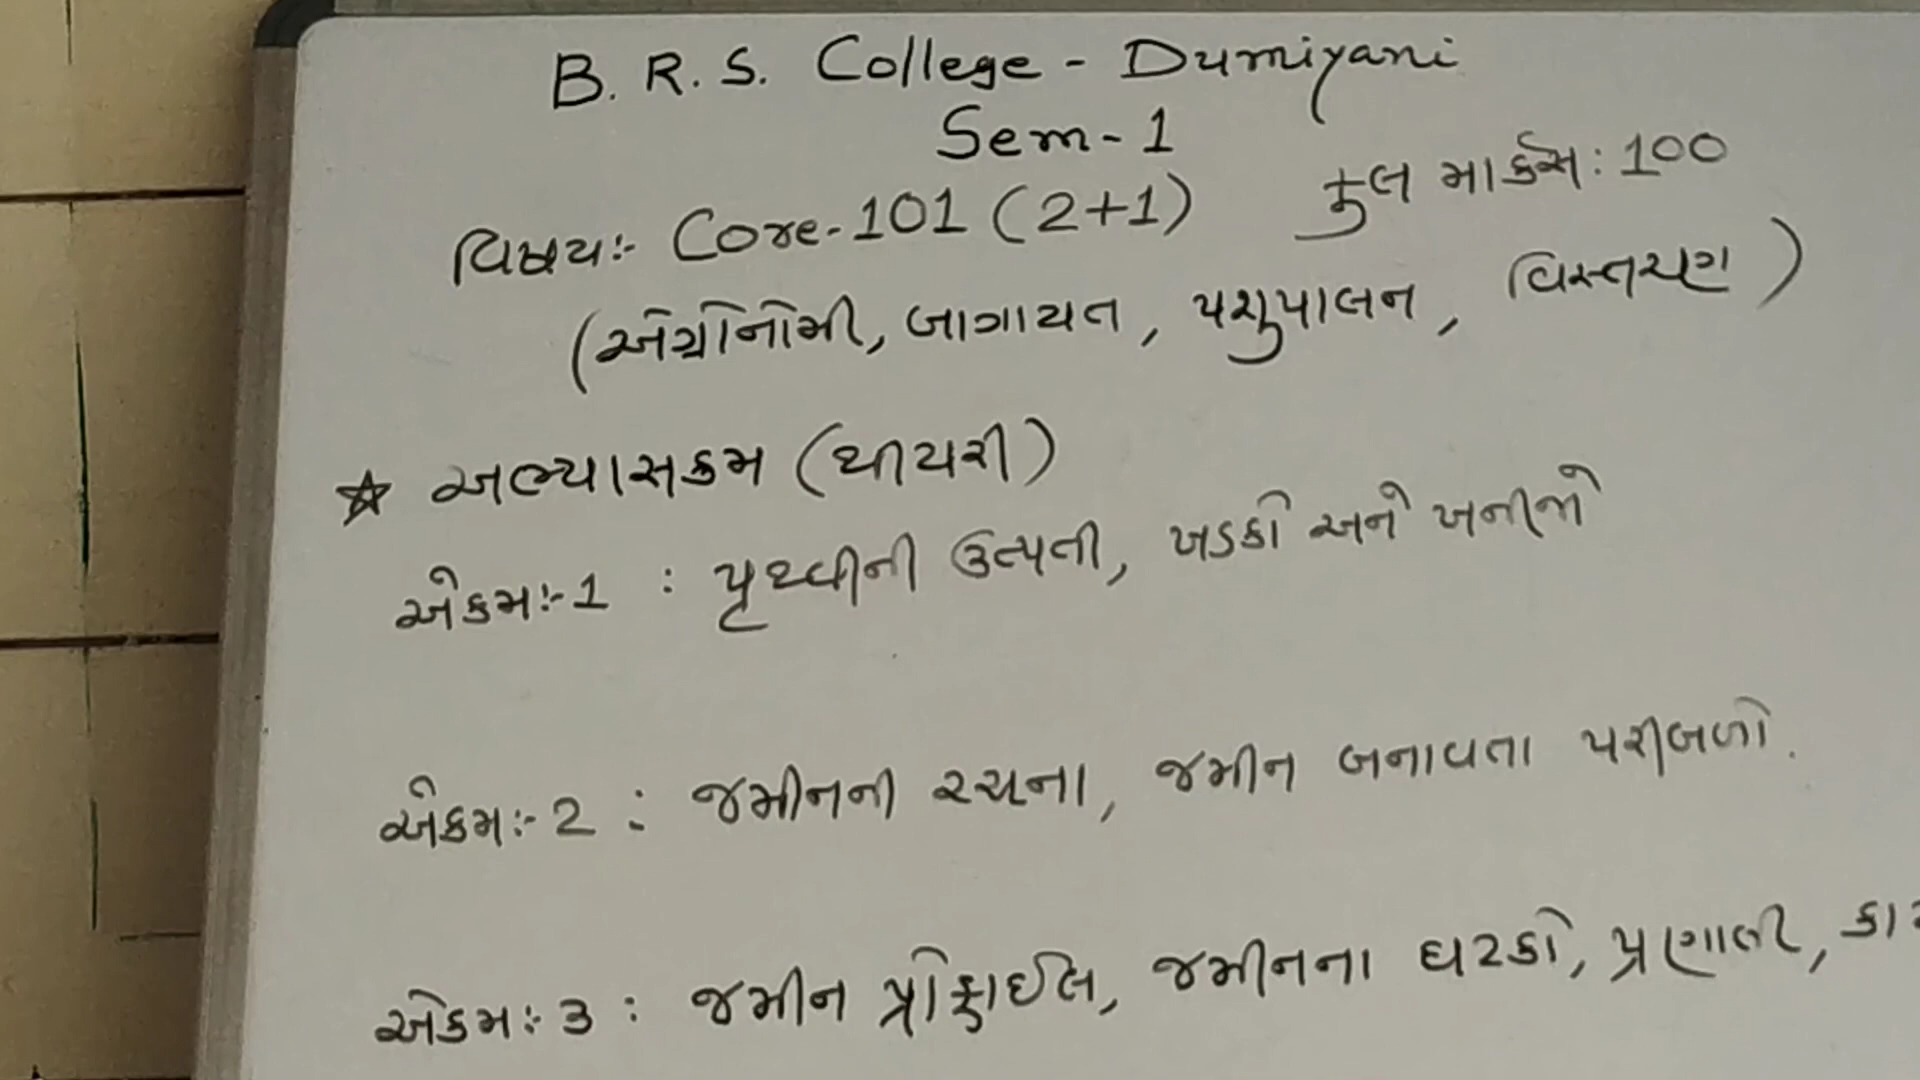 B. R. S. College - Dumiyani
Sem - 1
વિષય:- Core-101 (2+1) કુલ માર્કસ : 100
(એગ્રોનોમી, બાગાયત, પશુપાલન, વિસ્તરણ)
☆ અભ્યાસક્રમ (થીયરી)
એકમ:-1 : પૃથ્વીની ઉત્પતી, ખડકો અને ખનીજો
એકમ:-2 : જમીનની રચના, જમીન બનાવતા પરીબળો.
એકમ:-3 : જમીન પ્રોફાઈલ, જમીનના ઘટકો, પ્રણાલી,